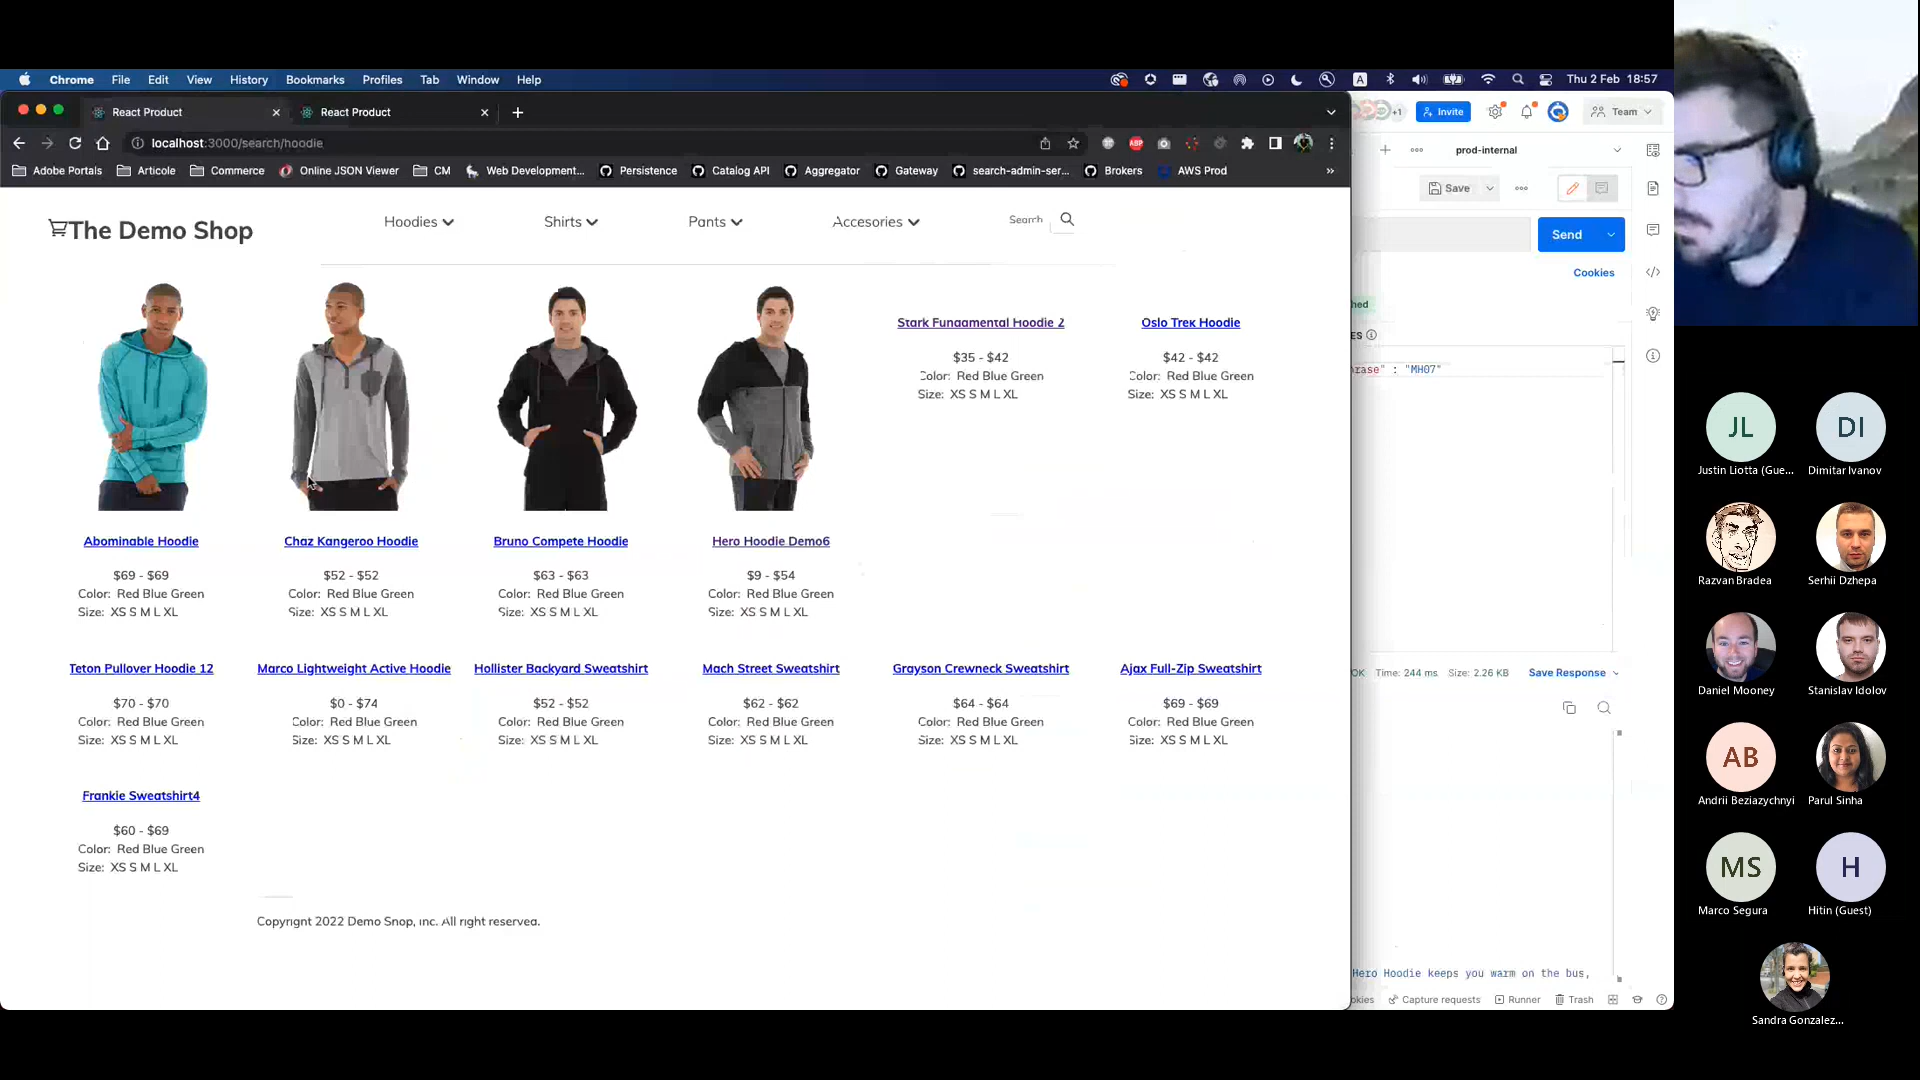 Chrome File Edit View History Bookmarks Profiles Tab Window Help
A Thu 2 Feb 18:57
React Product
React Product
localhost:3000/search/hoodie
Adobe Portals Articole Commerce Online JSON Viewer CM Web Development... Persistence Catalog API Aggregator Gateway search-admin-ser... Brokers AWS Prod »
The Demo Shop
Hoodies Shirts Pants Accesories Search
Stark Fundamental Hoodie 2
$35 - $42
Color: Red Blue Green
Size: XS S M L XL
Oslo Trek Hoodie
$42 - $42
Color: Red Blue Green
Size: XS S M L XL
Abominable Hoodie
$69 - $69
Color: Red Blue Green
Size: XS S M L XL
Chaz Kangeroo Hoodie
$52 - $52
Color: Red Blue Green
Size: XS S M L XL
Bruno Compete Hoodie
$63 - $63
Color: Red Blue Green
Size: XS S M L XL
Hero Hoodie Demo6
$9 - $54
Color: Red Blue Green
Size: XS S M L XL
Teton Pullover Hoodie 12
$70 - $70
Color: Red Blue Green
Size: XS S M L XL
Marco Lightweight Active Hoodie
$0 - $74
Color: Red Blue Green
Size: XS S M L XL
Hollister Backyard Sweatshirt
$52 - $52
Color: Red Blue Green
Size: XS S M L XL
Mach Street Sweatshirt
$62 - $62
Color: Red Blue Green
Size: XS S M L XL
Grayson Crewneck Sweatshirt
$64 - $64
Color: Red Blue Green
Size: XS S M L XL
Ajax Full-Zip Sweatshirt
$69 - $69
Color: Red Blue Green
Size: XS S M L XL
Frankie Sweatshirt4
$60 - $69
Color: Red Blue Green
Size: XS S M L XL
Copyright 2022 Demo Shop, Inc. All right reserved.
+1 Invite Team
prod-internal
Save
Send
Cookies
hed
ES
rase" : "MH07"
OK Time: 244 ms Size: 2.26 KB Save Response
Hero Hoodie keeps you warm on the bus,
okies Capture requests Runner Trash
JL
Justin Liotta (Gue...
DI
Dimitar Ivanov
Razvan Bradea
Serhii Dzhepa
Daniel Mooney
Stanislav Idolov
AB
Andrii Beziazychnyi
Parul Sinha
MS
Marco Segura
H
Hitin (Guest)
Sandra Gonzalez...